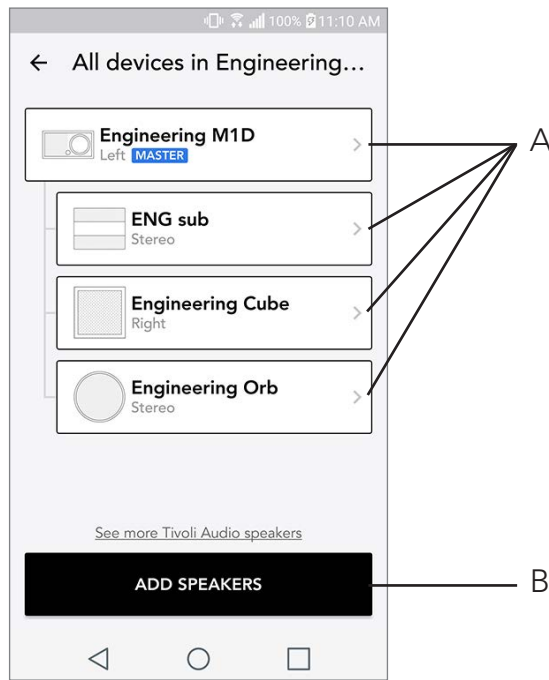 100% 11:10 AM
All devices in Engineering...
Engineering M1D
Left MASTER
A
ENG sub
Stereo
Engineering Cube
Right
Engineering Orb
Stereo
See more Tivoli Audio speakers
ADD SPEAKERS
B